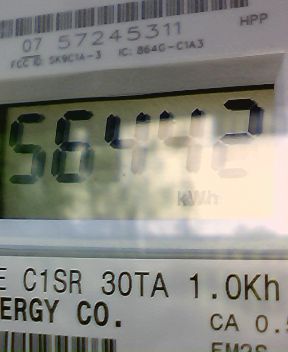 HPP
07 57245311
FCC ID: SK9C1A-3 IC: 864G-C1A3
56442
kWh
E C1SR 30TA 1.0Kh
ERGY CO.
CA 0.5